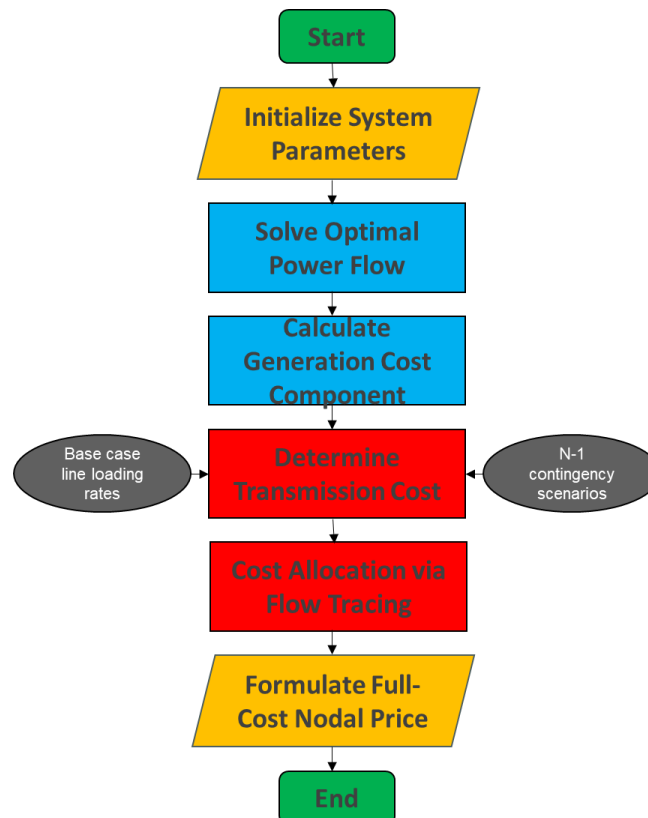 Start
Initialize System
Parameters
Solve Optimal
Power Flow
Calculate
Generation Cost
Component
Base case
line loading
rates
Determine
Transmission Cost
N-1
contingency
scenarios
Cost Allocation via
Flow Tracing
Formulate Full-
Cost Nodal Price
End